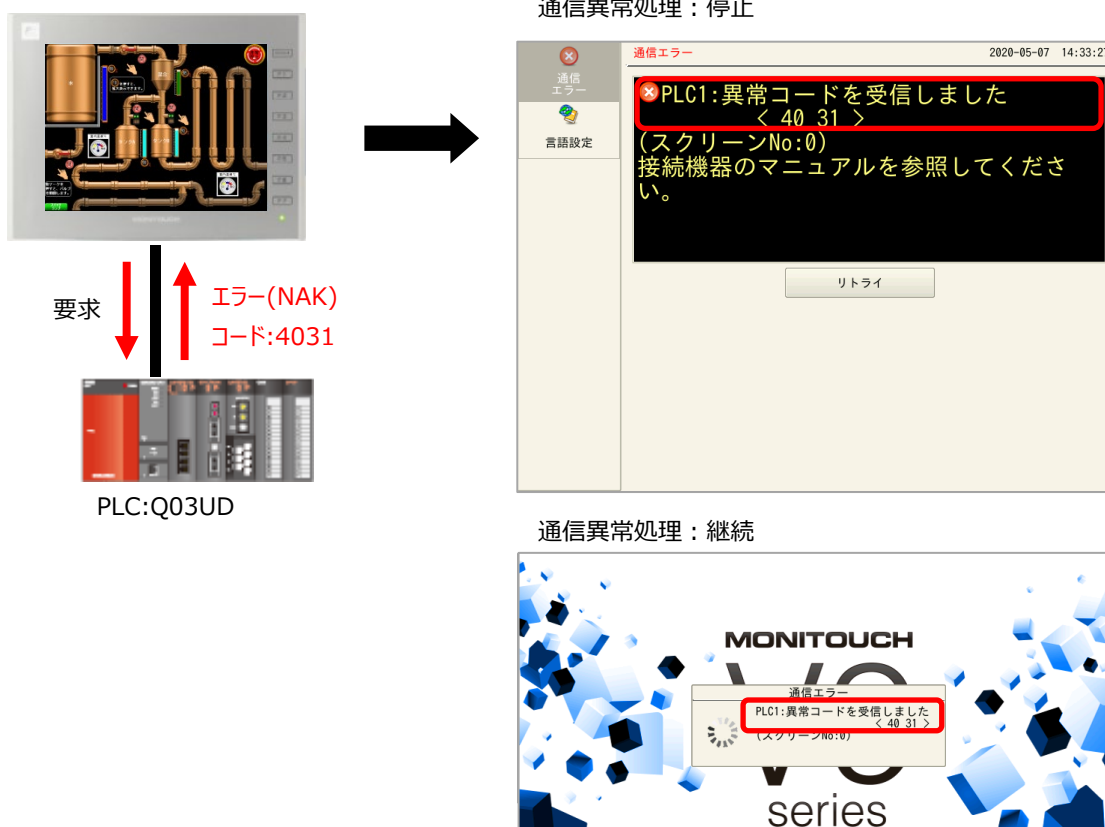 通信異常処理：停止
通信エラー
2020-05-07 14:33:27
通信
エラー
言語設定
PLC1:異常コードを受信しました
< 40 31 >
(スクリーンNo:0)
接続機器のマニュアルを参照してくださ
い。
リトライ
要求
エラー(NAK)
コード:4031
PLC:Q03UD
通信異常処理：継続
MONITOUCH
通信エラー
PLC1:異常コードを受信しました
< 40 31 >
(スクリーンNo:0)
series